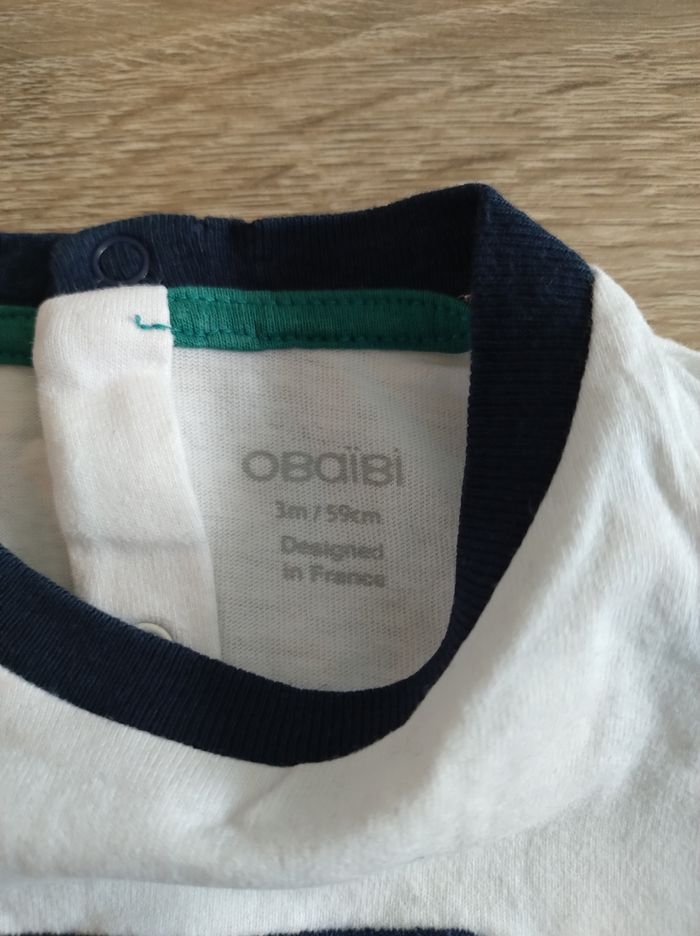 OBaïBi
3m / 59cm
Designed
in France